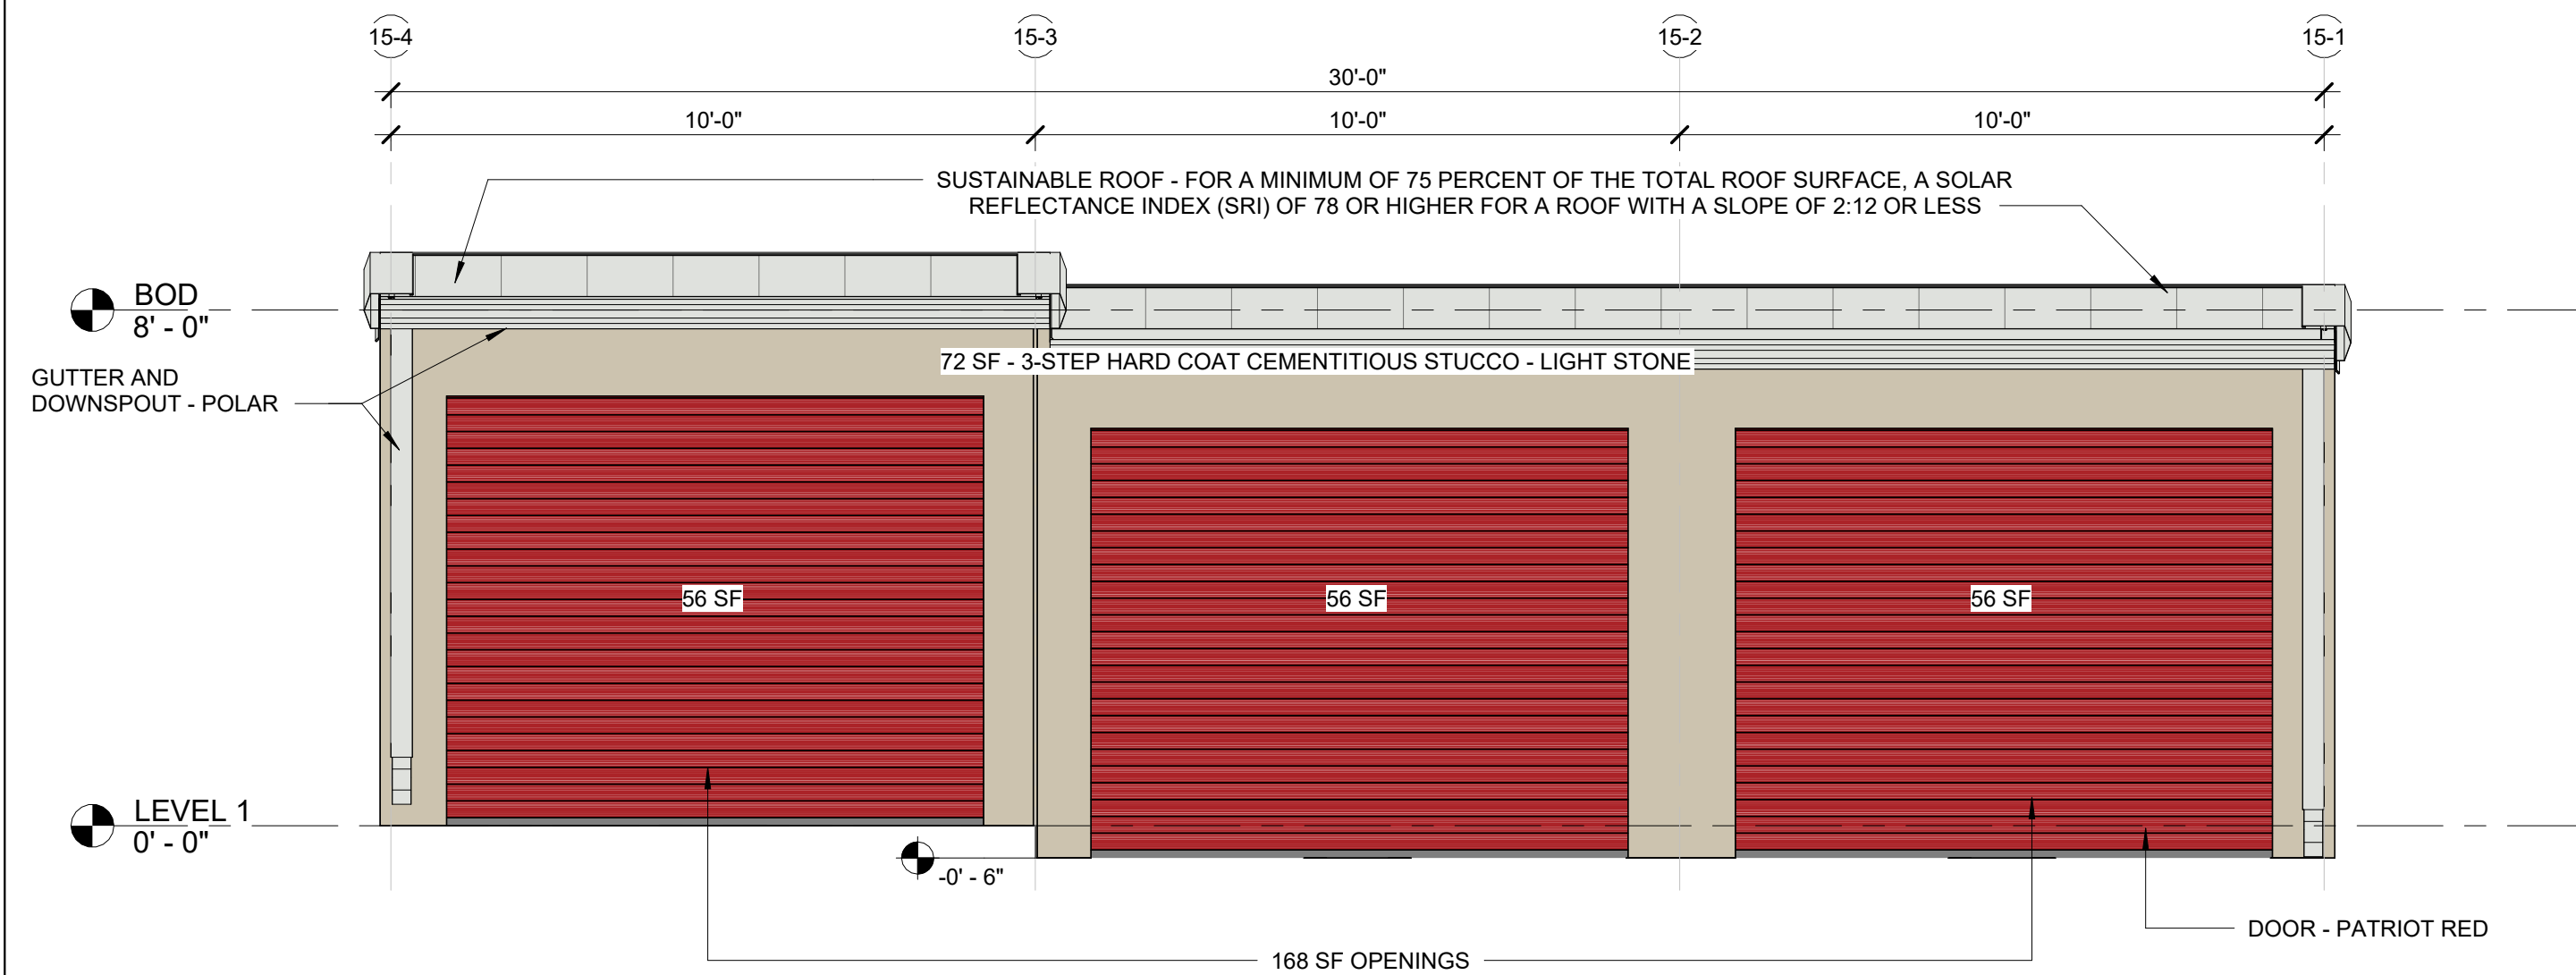 15-4
15-3
15-2
15-1
30'-0"
10'-0"
10'-0"
10'-0"
SUSTAINABLE ROOF - FOR A MINIMUM OF 75 PERCENT OF THE TOTAL ROOF SURFACE, A SOLAR
REFLECTANCE INDEX (SRI) OF 78 OR HIGHER FOR A ROOF WITH A SLOPE OF 2:12 OR LESS
BOD
8' - 0"
72 SF - 3-STEP HARD COAT CEMENTITIOUS STUCCO - LIGHT STONE
GUTTER AND
DOWNSPOUT - POLAR
56 SF
56 SF
56 SF
LEVEL 1
0' - 0"
-0' - 6"
DOOR - PATRIOT RED
168 SF OPENINGS